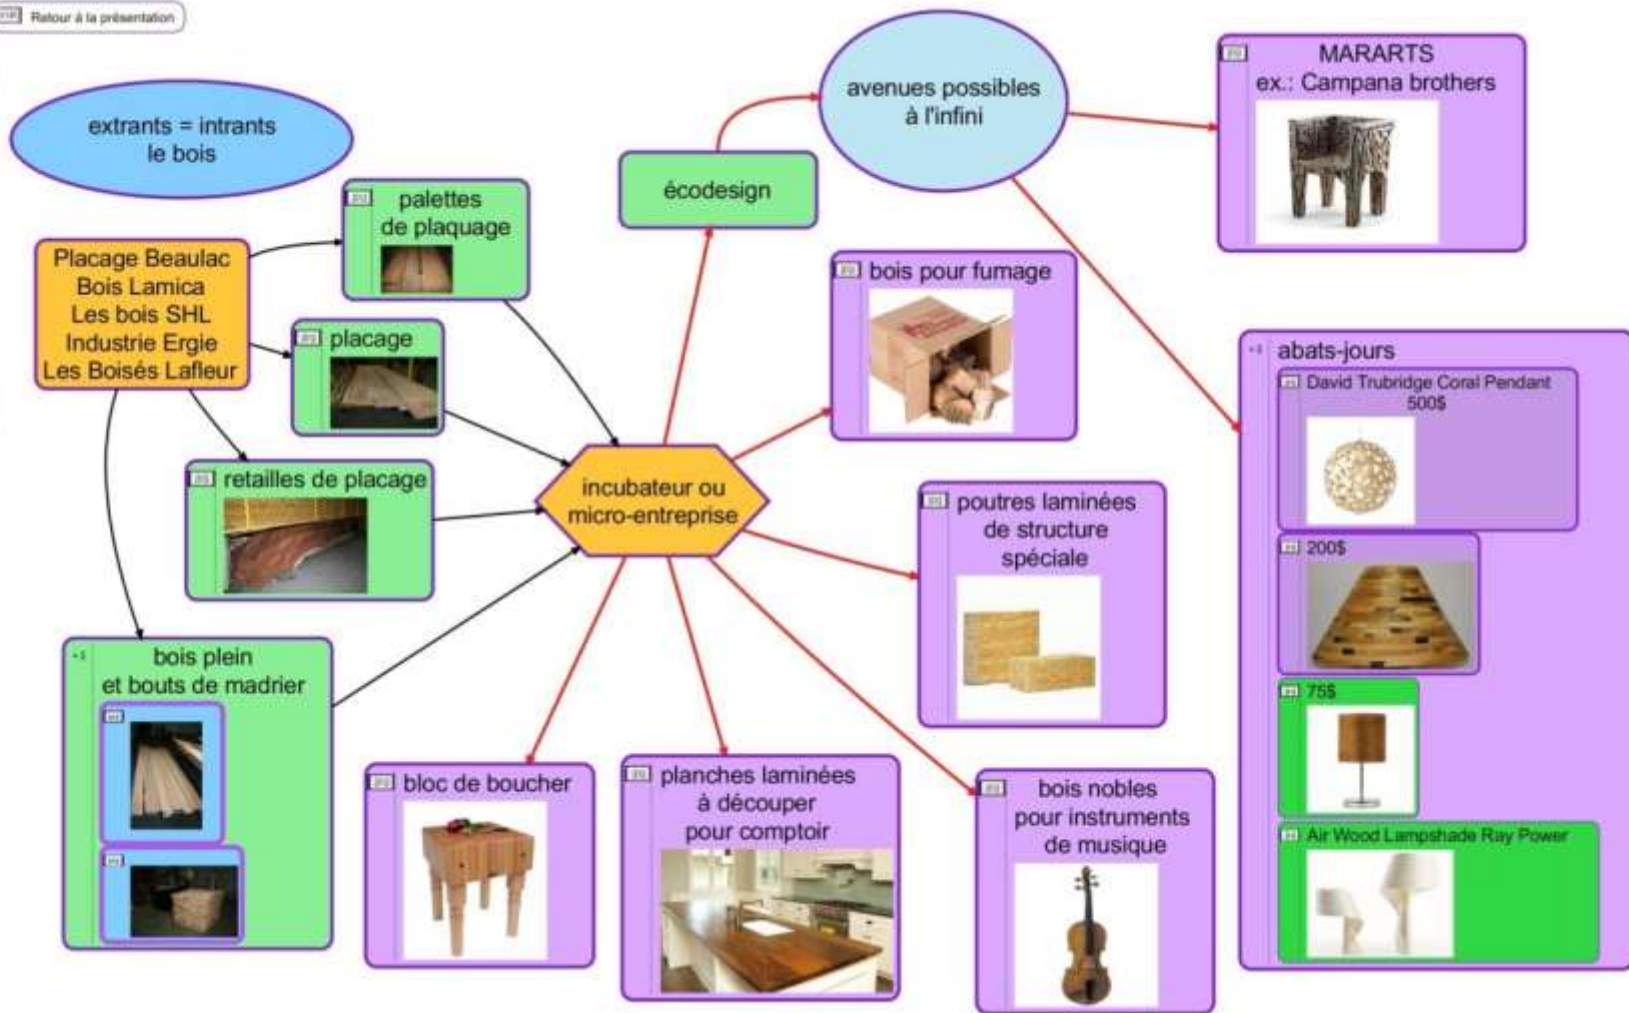 Retour à la présentation
extrants = intrants
le bois
Placage Beaulac
Bois Lamica
Les bois SHL
Industrie Ergie
Les Boisés Lafleur
palettes
de plaquage
placage
retailles de placage
bois plein
et bouts de madrier
incubateur ou
micro-entreprise
écodesign
avenues possibles
à l'infini
MARARTS
ex.: Campana brothers
bois pour fumage
poutres laminées
de structure
spéciale
bloc de boucher
planches laminées
à découper
pour comptoir
bois nobles
pour instruments
de musique
abats-jours
David Trubridge Coral Pendant
500$
200$
75$
Air Wood Lampshade Ray Power